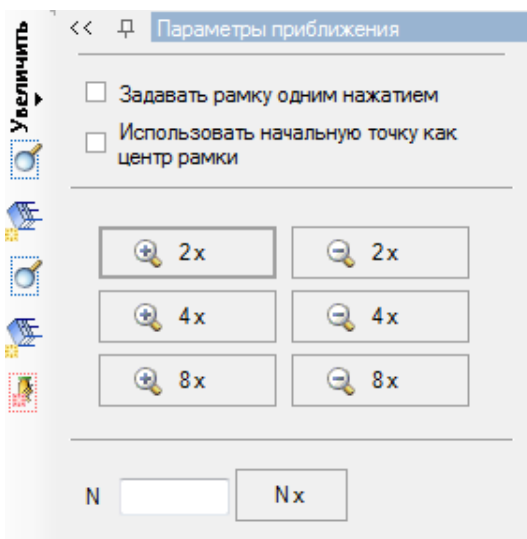 Увеличить
<< Параметры приближения
Задавать рамку одним нажатием
Использовать начальную точку как
центр рамки
2x 2x
4x 4x
8x 8x
N Nx